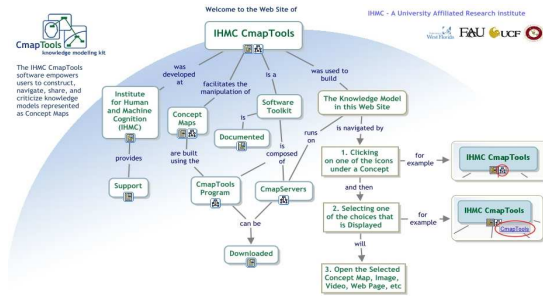 Welcome to the Web Site of
IHMC - A University Affiliated Research Institute
CmapTools
knowledge modeling kit
The IHMC CmapTools
software empowers
users to construct,
navigate, share, and
criticize knowledge
models represented
as Concept Maps
IHMC CmapTools
West Florida
FAU
UCF
was
developed
at
facilitates the
manipulation of
is a
was used to
build
Institute
for Human
and Machine
Cognition
(IHMC)
Concept
Maps
Software
Toolkit
The Knowledge Model
in this Web Site
is
Documented
runs
on
is navigated by
provides
are built
using the
is
composed
of
1. Clicking
on one of the Icons
under a Concept
for
example
IHMC CmapTools
Support
CmapTools
Program
CmapServers
and then
2. Selecting one
of the choices that
is Displayed
for
example
IHMC CmapTools
CmapTools
can be
Downloaded
will
3. Open the Selected
Concept Map, Image,
Video, Web Page, etc